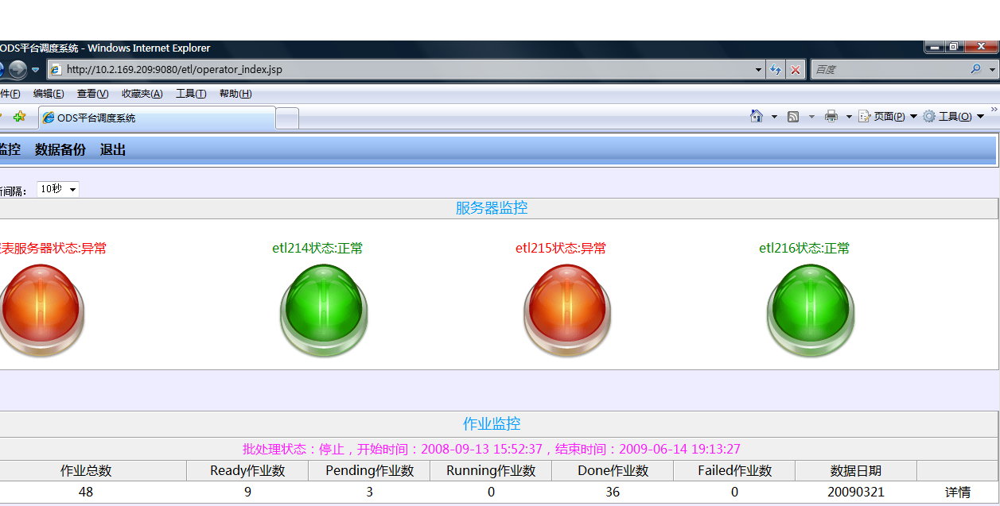 ODS平台调度系统 - Windows Internet Explorer
http://10.2.169.209:9080/etl/operator_index.jsp 百度
件(F) 编辑(E) 查看(V) 收藏夹(A) 工具(T) 帮助(H)
ODS平台调度系统 页面(P) 工具(O)
监控 数据备份 退出
间隔： 10秒
服务器监控
表服务器状态:异常 etl214状态:正常 etl215状态:异常 etl216状态:正常
作业监控
批处理状态：停止，开始时间：2008-09-13 15:52:37，结束时间：2009-06-14 19:13:27
作业总数 Ready作业数 Pending作业数 Running作业数 Done作业数 Failed作业数 数据日期
48 9 3 0 36 0 20090321 详情